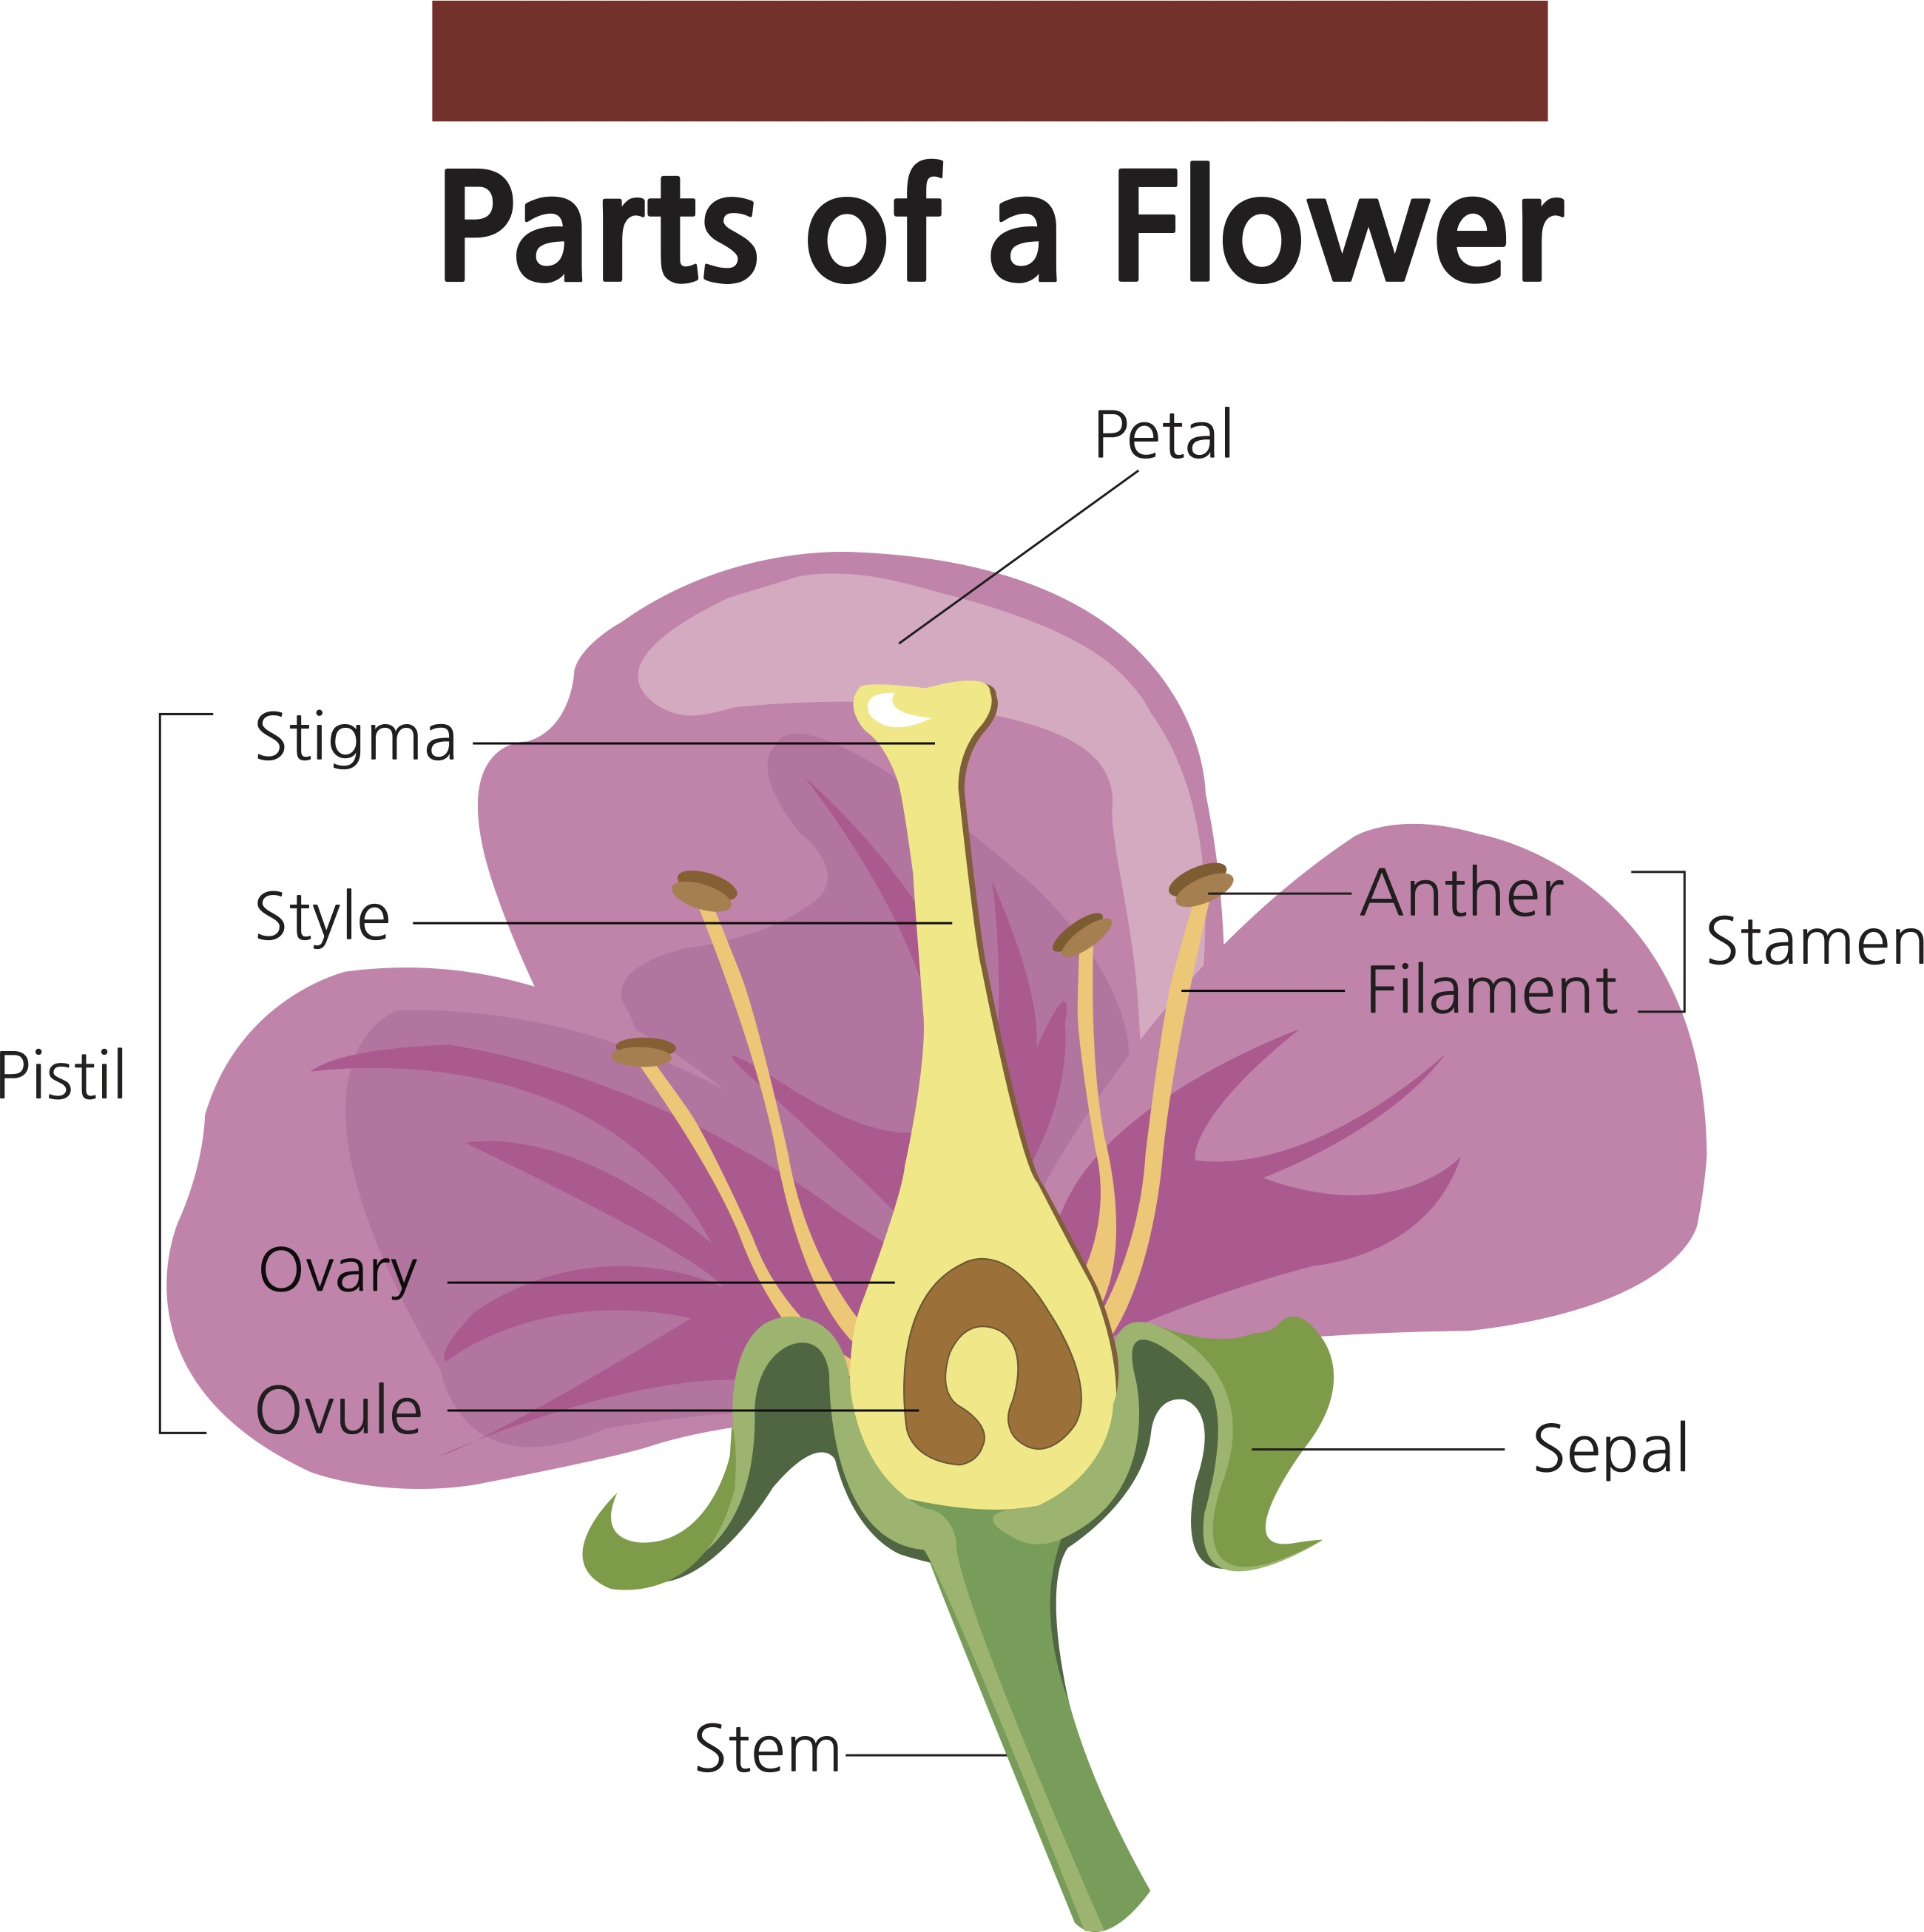 Parts of a Flower
Petal
Stigma
Style
Anther
Stamen
Filament
Pistil
Ovary
Ovule
Sepal
Stem